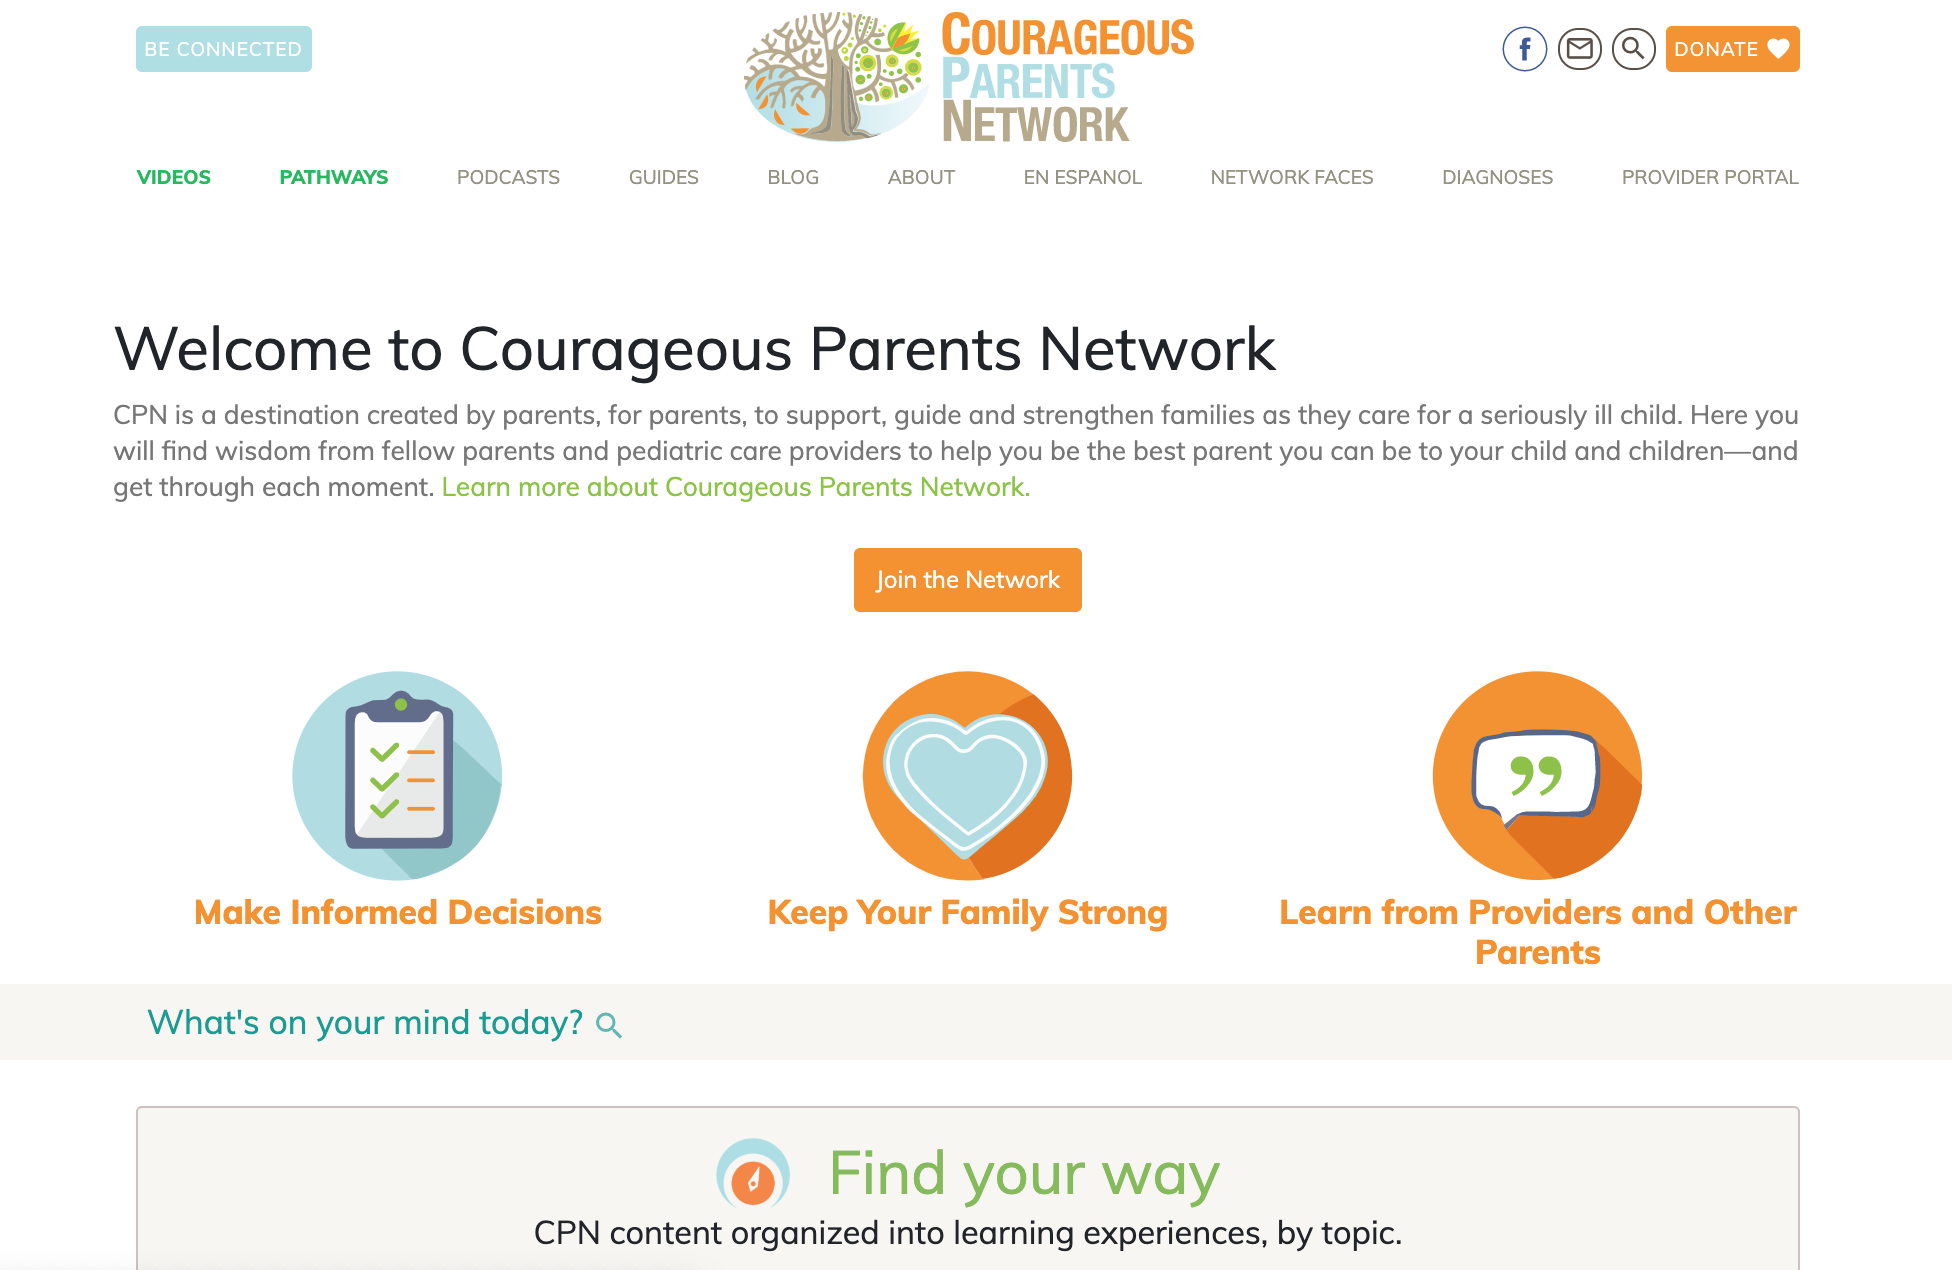 BE CONNECTED
COURAGEOUS
PARENTS
NETWORK
DONATE
VIDEOS
PATHWAYS
PODCASTS
GUIDES
BLOG
ABOUT
EN ESPANOL
NETWORK FACES
DIAGNOSES
PROVIDER PORTAL
Welcome to Courageous Parents Network
CPN is a destination created by parents, for parents, to support, guide and strengthen families as they care for a seriously ill child. Here you
will find wisdom from fellow parents and pediatric care providers to help you be the best parent you can be to your child and children—and
get through each moment. Learn more about Courageous Parents Network.
Join the Network
Make Informed Decisions
Keep Your Family Strong
Learn from Providers and Other
Parents
What's on your mind today?
Find your way
CPN content organized into learning experiences, by topic.